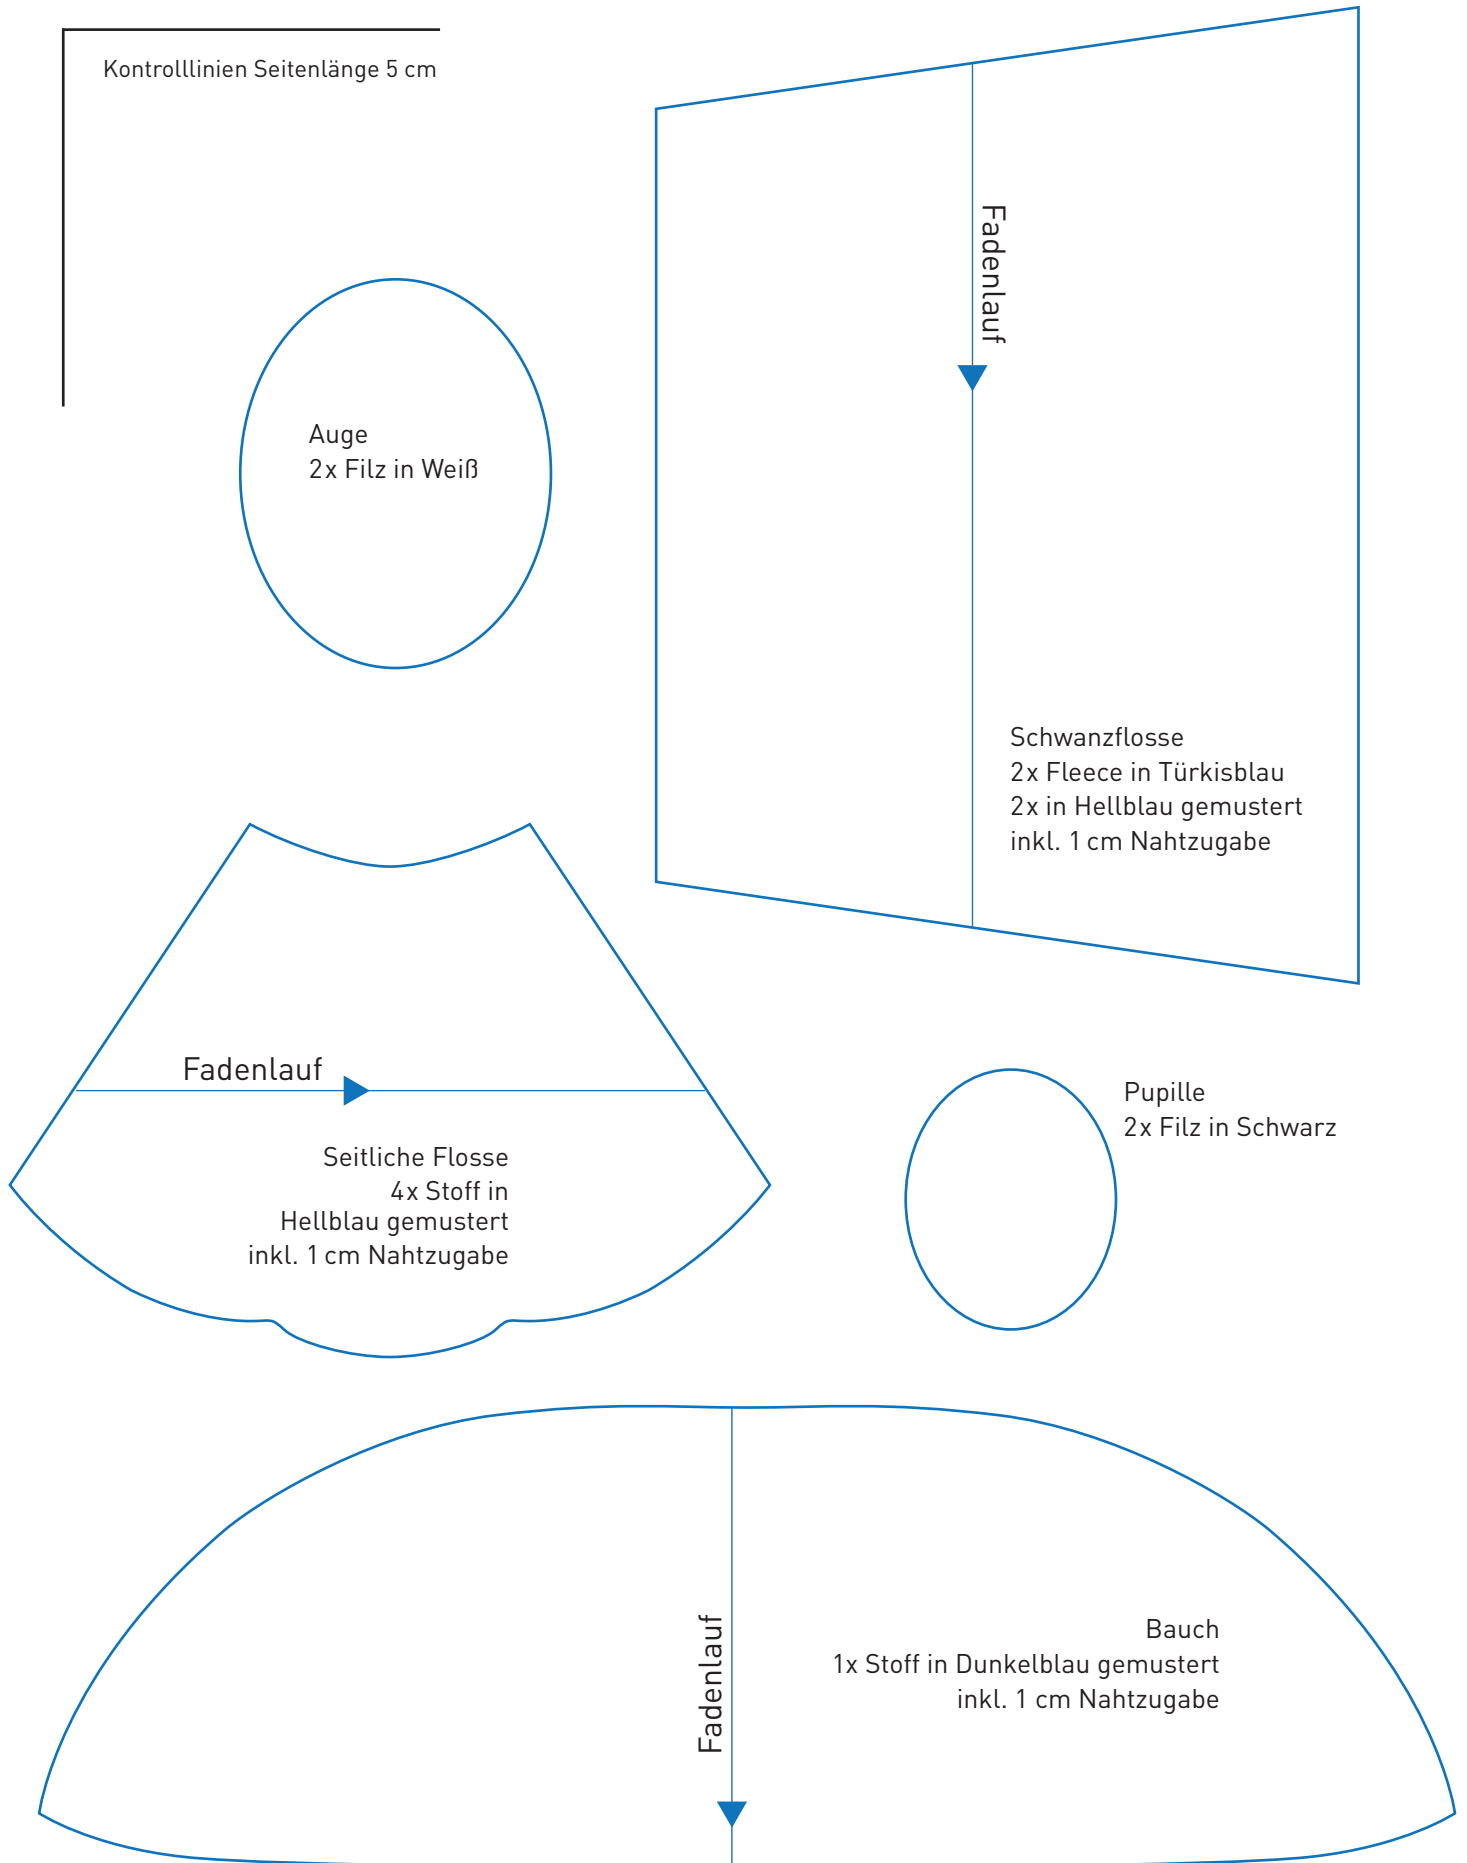 Kontrolllinien Seitenlänge 5 cm
Fadenlauf
Auge
2x Filz in Weiß
Schwanzflosse
2x Fleece in Türkisblau
2x in Hellblau gemustert
inkl. 1 cm Nahtzugabe
Fadenlauf
Seitliche Flosse
4x Stoff in
Hellblau gemustert
inkl. 1 cm Nahtzugabe
Pupille
2x Filz in Schwarz
Fadenlauf
Bauch
1x Stoff in Dunkelblau gemustert
inkl. 1 cm Nahtzugabe